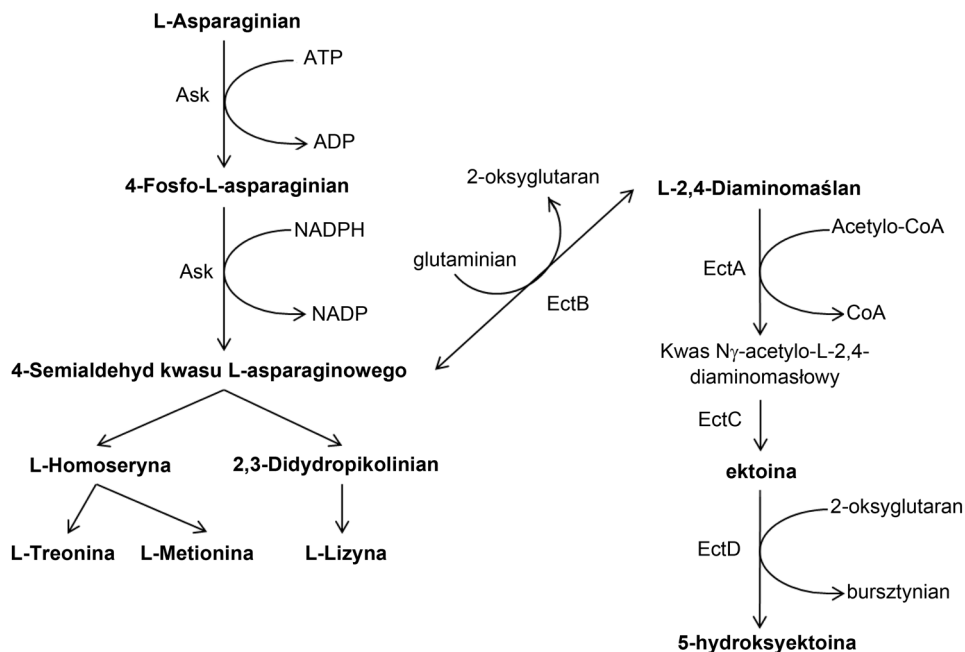 L-Asparaginian
ATP
Ask
ADP
4-Fosfo-L-asparaginian
NADPH
Ask
NADP
4-Semialdehyd kwasu L-asparaginowego
L-Homoseryna
2,3-Didydropikolinian
L-Treonina
L-Metionina
L-Lizyna
2-oksyglutaran
glutaminian
EctB
L-2,4-Diaminomaślan
Acetylo-CoA
EctA
CoA
Kwas Nγ-acetylo-L-2,4-
diaminomasłowy
EctC
ektoina
2-oksyglutaran
EctD
bursztynian
5-hydroksyektoina